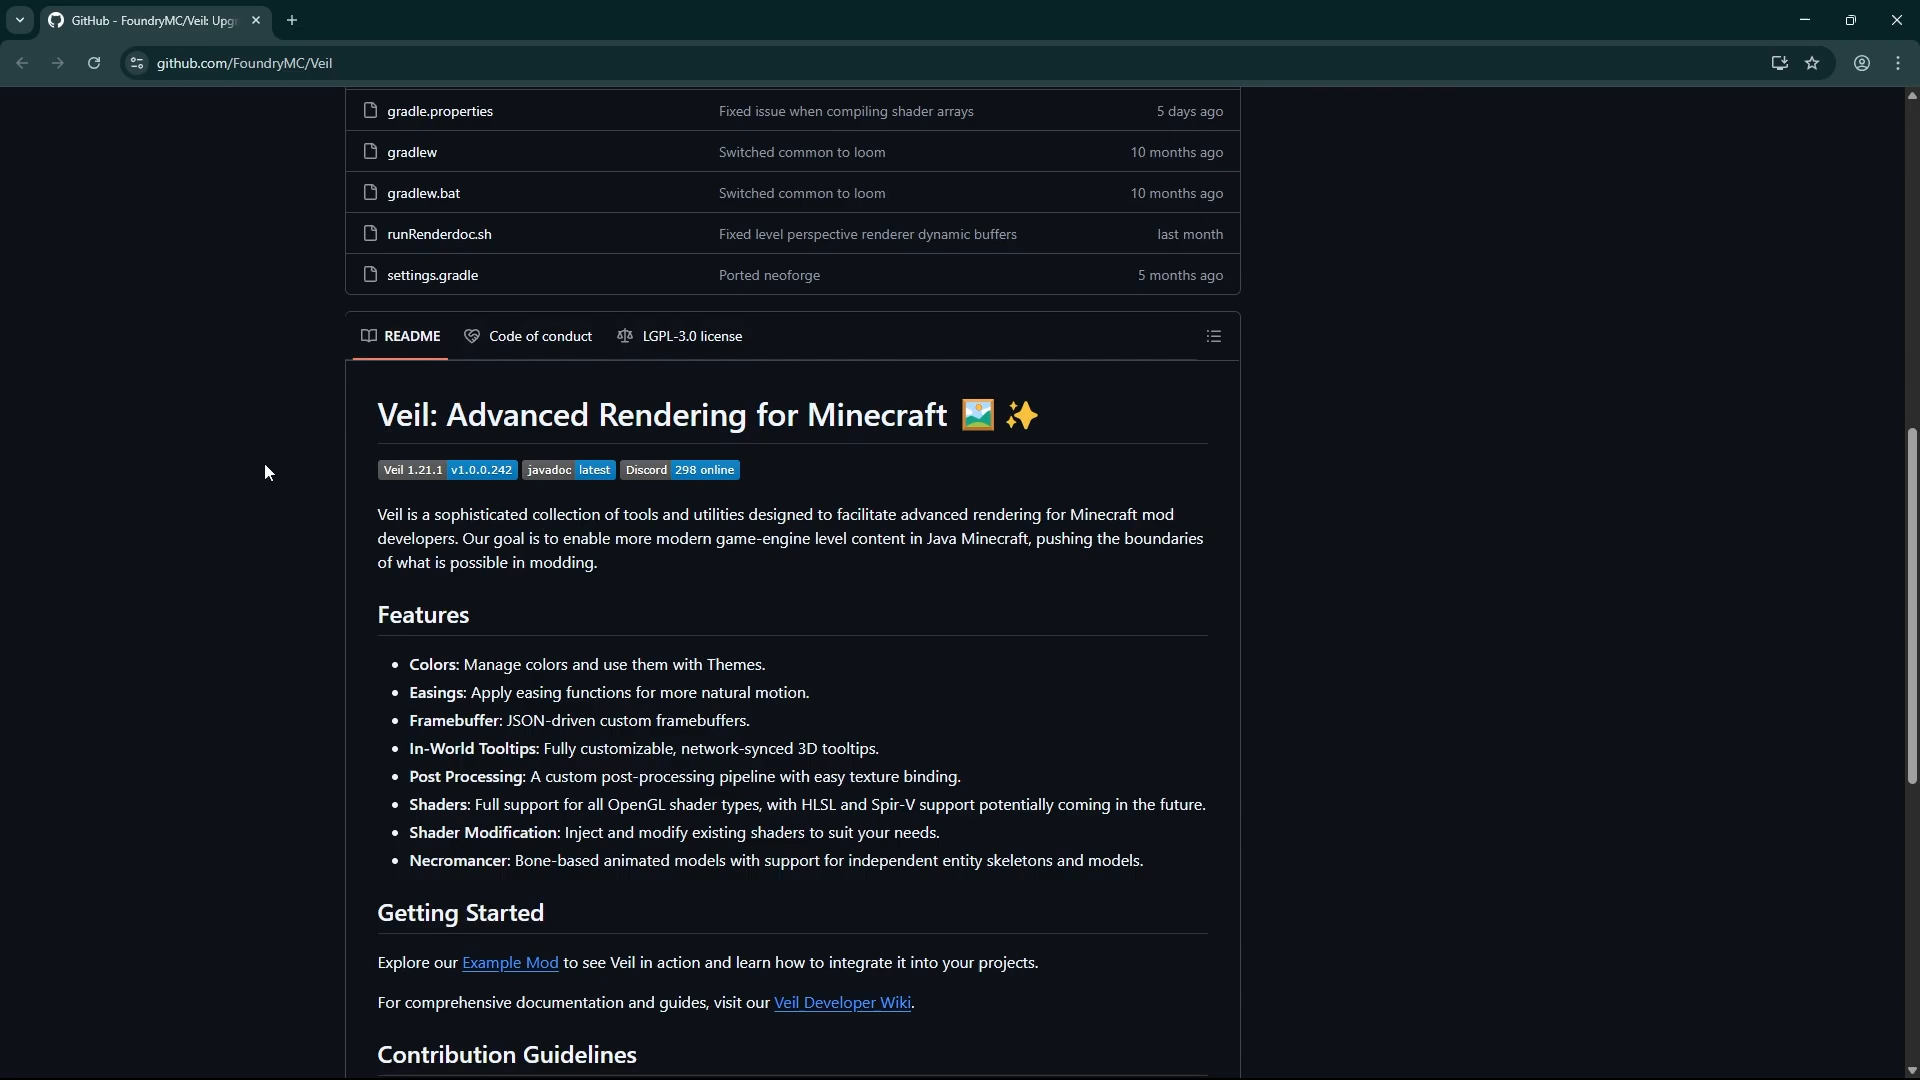 GitHub - FoundryMC/Veil: Upg
github.com/FoundryMC/Veil
gradle.properties Fixed issue when compiling shader arrays 5 days ago
gradlew Switched common to loom 10 months ago
gradlew.bat Switched common to loom 10 months ago
runRenderdoc.sh Fixed level perspective renderer dynamic buffers last month
settings.gradle Ported neoforge 5 months ago
README Code of conduct LGPL-3.0 license
Veil: Advanced Rendering for Minecraft 🖼️ ✨
Veil 1.21.1 v1.0.0.242 javadoc latest Discord 298 online
Veil is a sophisticated collection of tools and utilities designed to facilitate advanced rendering for Minecraft mod
developers. Our goal is to enable more modern game-engine level content in Java Minecraft, pushing the boundaries
of what is possible in modding.
Features
• Colors: Manage colors and use them with Themes.
• Easings: Apply easing functions for more natural motion.
• Framebuffer: JSON-driven custom framebuffers.
• In-World Tooltips: Fully customizable, network-synced 3D tooltips.
• Post Processing: A custom post-processing pipeline with easy texture binding.
• Shaders: Full support for all OpenGL shader types, with HLSL and Spir-V support potentially coming in the future.
• Shader Modification: Inject and modify existing shaders to suit your needs.
• Necromancer: Bone-based animated models with support for independent entity skeletons and models.
Getting Started
Explore our Example Mod to see Veil in action and learn how to integrate it into your projects.
For comprehensive documentation and guides, visit our Veil Developer Wiki.
Contribution Guidelines